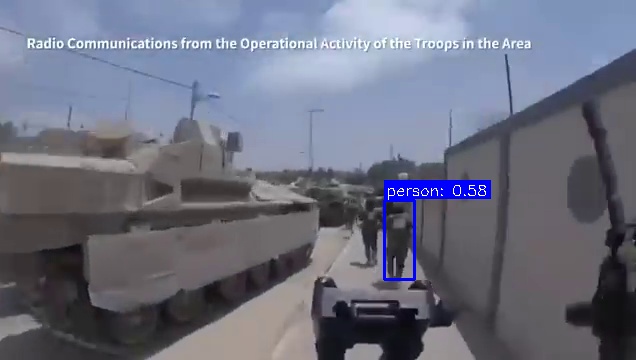 Radio Communications from the Operational Activity of the Troops in the Area
person: 0.58